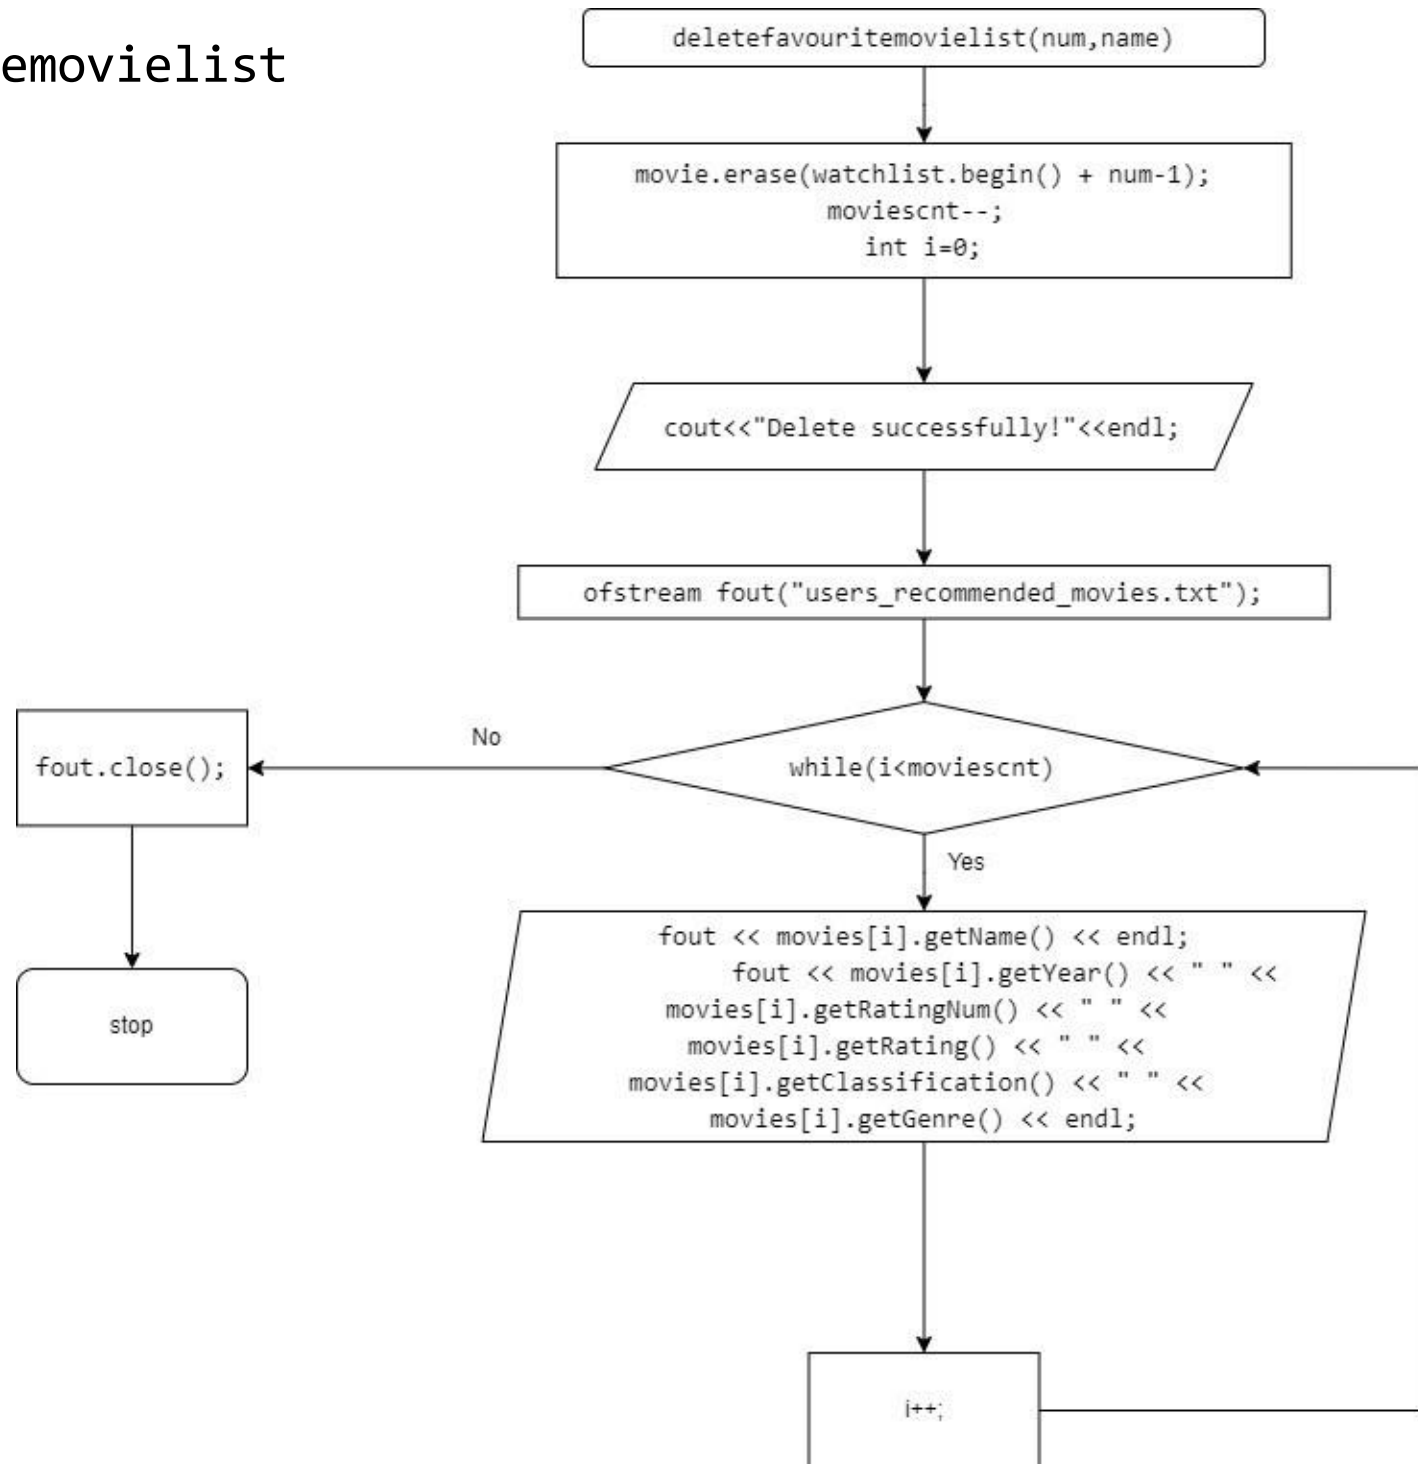 emovielist
deletefavouritemovielist(num,name)
movie.erase(watchlist.begin() + num-1);
moviescnt--;
int i=0;
cout<<"Delete successfully!"<<endl;
ofstream fout("users_recommended_movies.txt");
while(i<moviescnt)
No
fout.close();
Yes
fout << movies[i].getName() << endl;
fout << movies[i].getYear() << " " <<
movies[i].getRatingNum() << " " <<
movies[i].getRating() << " " <<
movies[i].getClassification() << " " <<
movies[i].getGenre() << endl;
stop
i++;